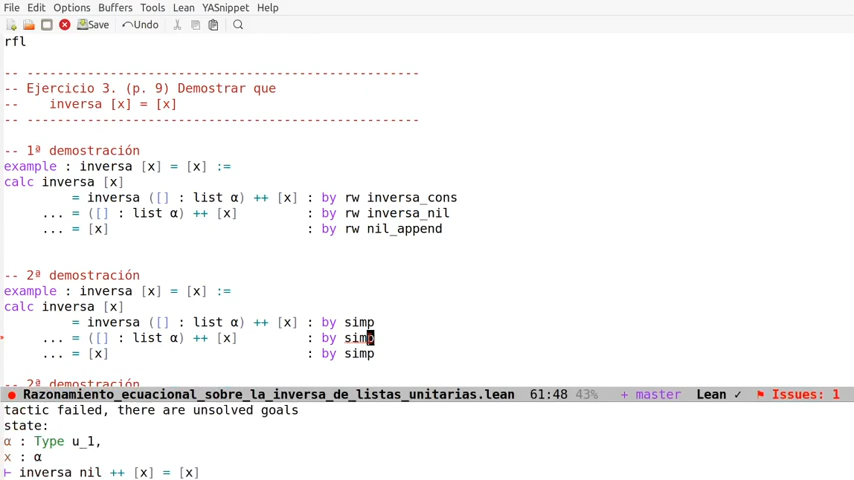 File Edit Options Buffers Tools Lean YASnippet Help
Save Undo
rfl
-- ----------------------------------------------------
-- Ejercicio 3. (p. 9) Demostrar que
--    inversa [x] = [x]
-- ----------------------------------------------------
-- 1ª demostración
example : inversa [x] = [x] :=
calc inversa [x]
         = inversa ([] : list α) ++ [x] : by rw inversa_cons
     ... = ([] : list α) ++ [x]         : by rw inversa_nil
     ... = [x]                          : by rw nil_append
-- 2ª demostración
example : inversa [x] = [x] :=
calc inversa [x]
         = inversa ([] : list α) ++ [x] : by simp
     ... = ([] : list α) ++ [x]         : by simp
     ... = [x]                          : by simp
-- 2ª demostración
Razonamiento_ecuacional_sobre_la_inversa_de_listas_unitarias.lean 61:48 43% + master Lean ✓ Issues: 1
tactic failed, there are unsolved goals
state:
α : Type u_1,
x : α
⊢ inversa nil ++ [x] = [x]